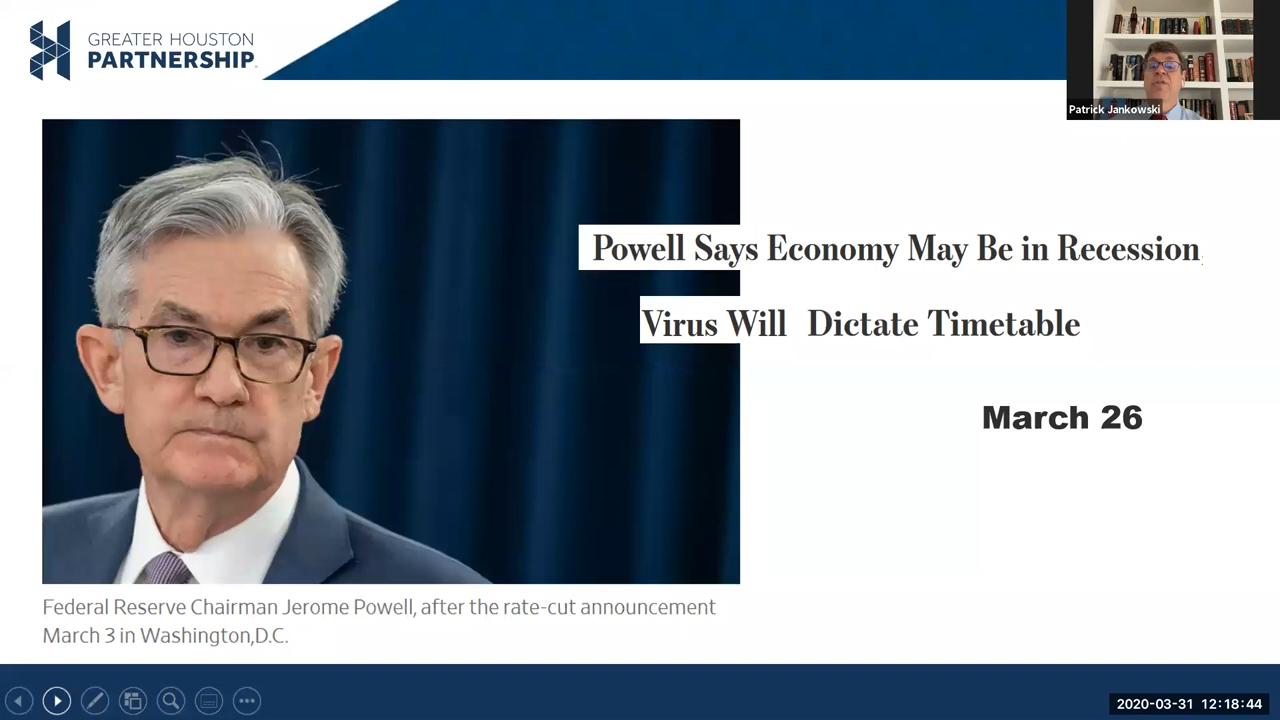 GREATER HOUSTON
PARTNERSHIP
Patrick Jankowski
Powell Says Economy May Be in Recession
Virus Will Dictate Timetable
March 26
Federal Reserve Chairman Jerome Powell, after the rate-cut announcement
March 3 in Washington,D.C.
2020-03-31 12:18:44